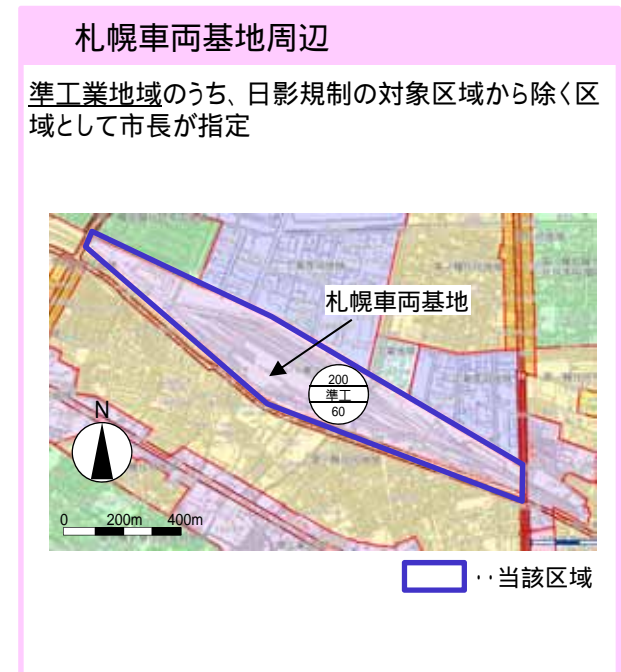 札幌車両基地周辺
準工業地域のうち、日影規制の対象区域から除く区
域として市長が指定
札幌車両基地
200
準工
60
N
0 200m 400m
‥当該区域